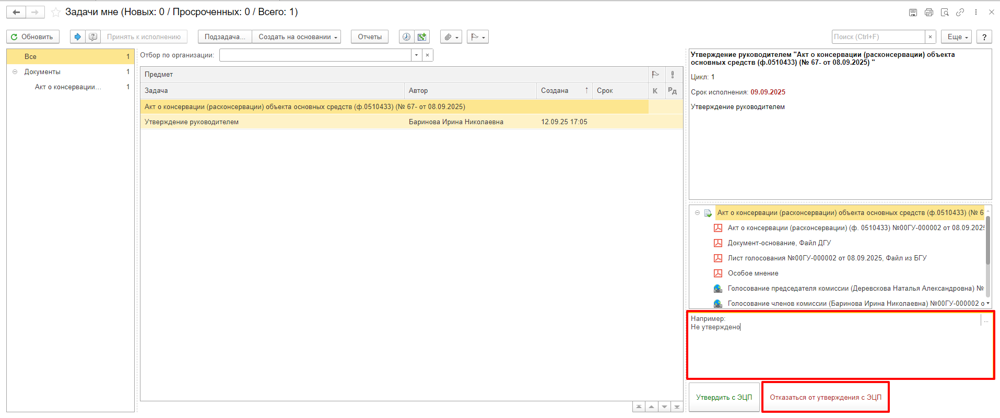 Задачи мне (Новых: 0 / Просроченных: 0 / Всего: 1)
Обновить
Принять к исполнению
Подзадача...
Создать на основании
Отчеты
Поиск (Ctrl+F)
×
Еще
?
Все 1
Документы 1
Акт о консервации... 1
Отбор по организации:
×
Предмет
Задача Автор Создана ↑ Срок К Рд
Акт о консервации (расконсервации) объекта основных средств (ф.0510433) (№ 67- от 08.09.2025)
Утверждение руководителем Баринова Ирина Николаевна 12.09.25 17:05
Утверждение руководителем "Акт о консервации (расконсервации) объекта
основных средств (ф.0510433) (№ 67- от 08.09.2025) "
Цикл: 1
Срок исполнения: 09.09.2025
Утверждение руководителем
Акт о консервации (расконсервации) объекта основных средств (ф.0510433) (№ 6
Акт о консервации (расконсервации) (ф. 0510433) №00ГУ-000002 от 08.09.202
Документ-основание, Файл ДГУ
Лист голосования №00ГУ-000002 от 08.09.2025, Файл из БГУ
Особое мнение
Голосование председателя комиссии (Деревскова Наталья Александровна) №
Голосование членов комиссии (Баринова Ирина Николаевна) №00ГУ-000002 о
Например:
...
Не утверждено
Утвердить с ЭЦП
Отказаться от утверждения с ЭЦП